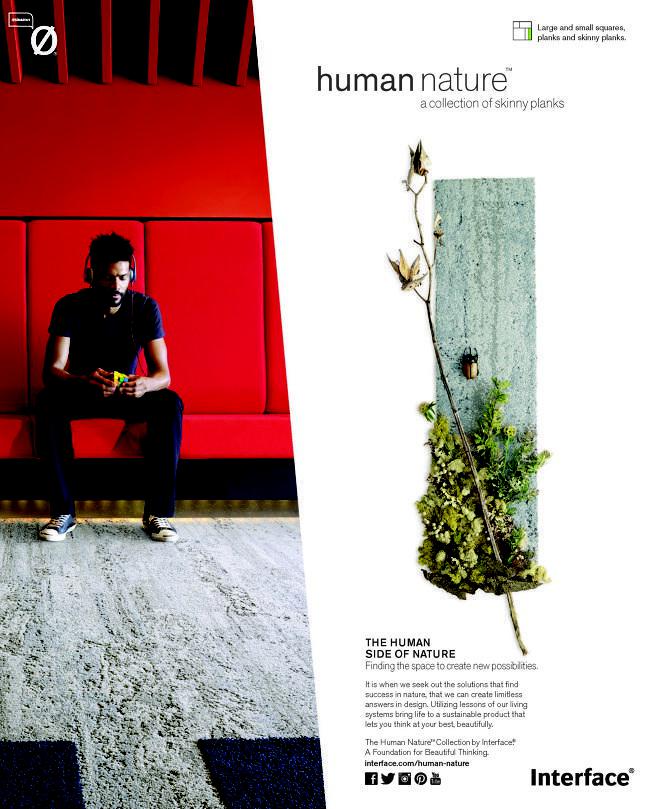 Large and small squares,
planks and skinny planks.
human nature™
a collection of skinny planks
THE HUMAN
SIDE OF NATURE
Finding the space to create new possibilities.
It is when we seek out the solutions that find
success in nature, that we can create limitless
answers in design. Utilizing lessons of our living
systems bring life to a sustainable product that
lets you think at your best, beautifully.
The Human Nature™ Collection by Interface®
A Foundation for Beautiful Thinking.
interface.com/human-nature
Interface®